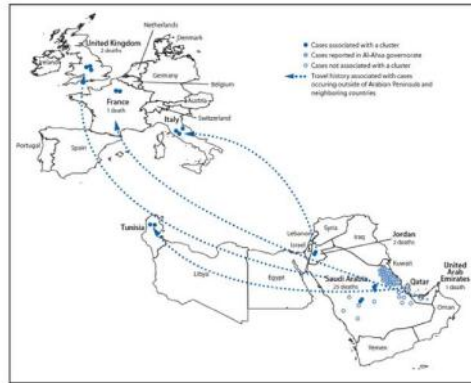 Netherlands
Denmark
United Kingdom
2 deaths
Ireland
Germany
Belgium
France
1 death
Austria
Switzerland
Italy
Portugal
Spain
Cases associated with a cluster
Cases reported in Al-Ahsa governorate
Cases not associated with a cluster
Travel history associated with cases
occuring outside of Arabian Peninsula and
neighboring countries
Tunisia
Libya
Egypt
Lebanon
Syria
Israel
Iraq
Jordan
2 deaths
Kuwait
Saudi Arabia
25 deaths
Qatar
United
Arab
Emirates
1 death
Oman
Yemen